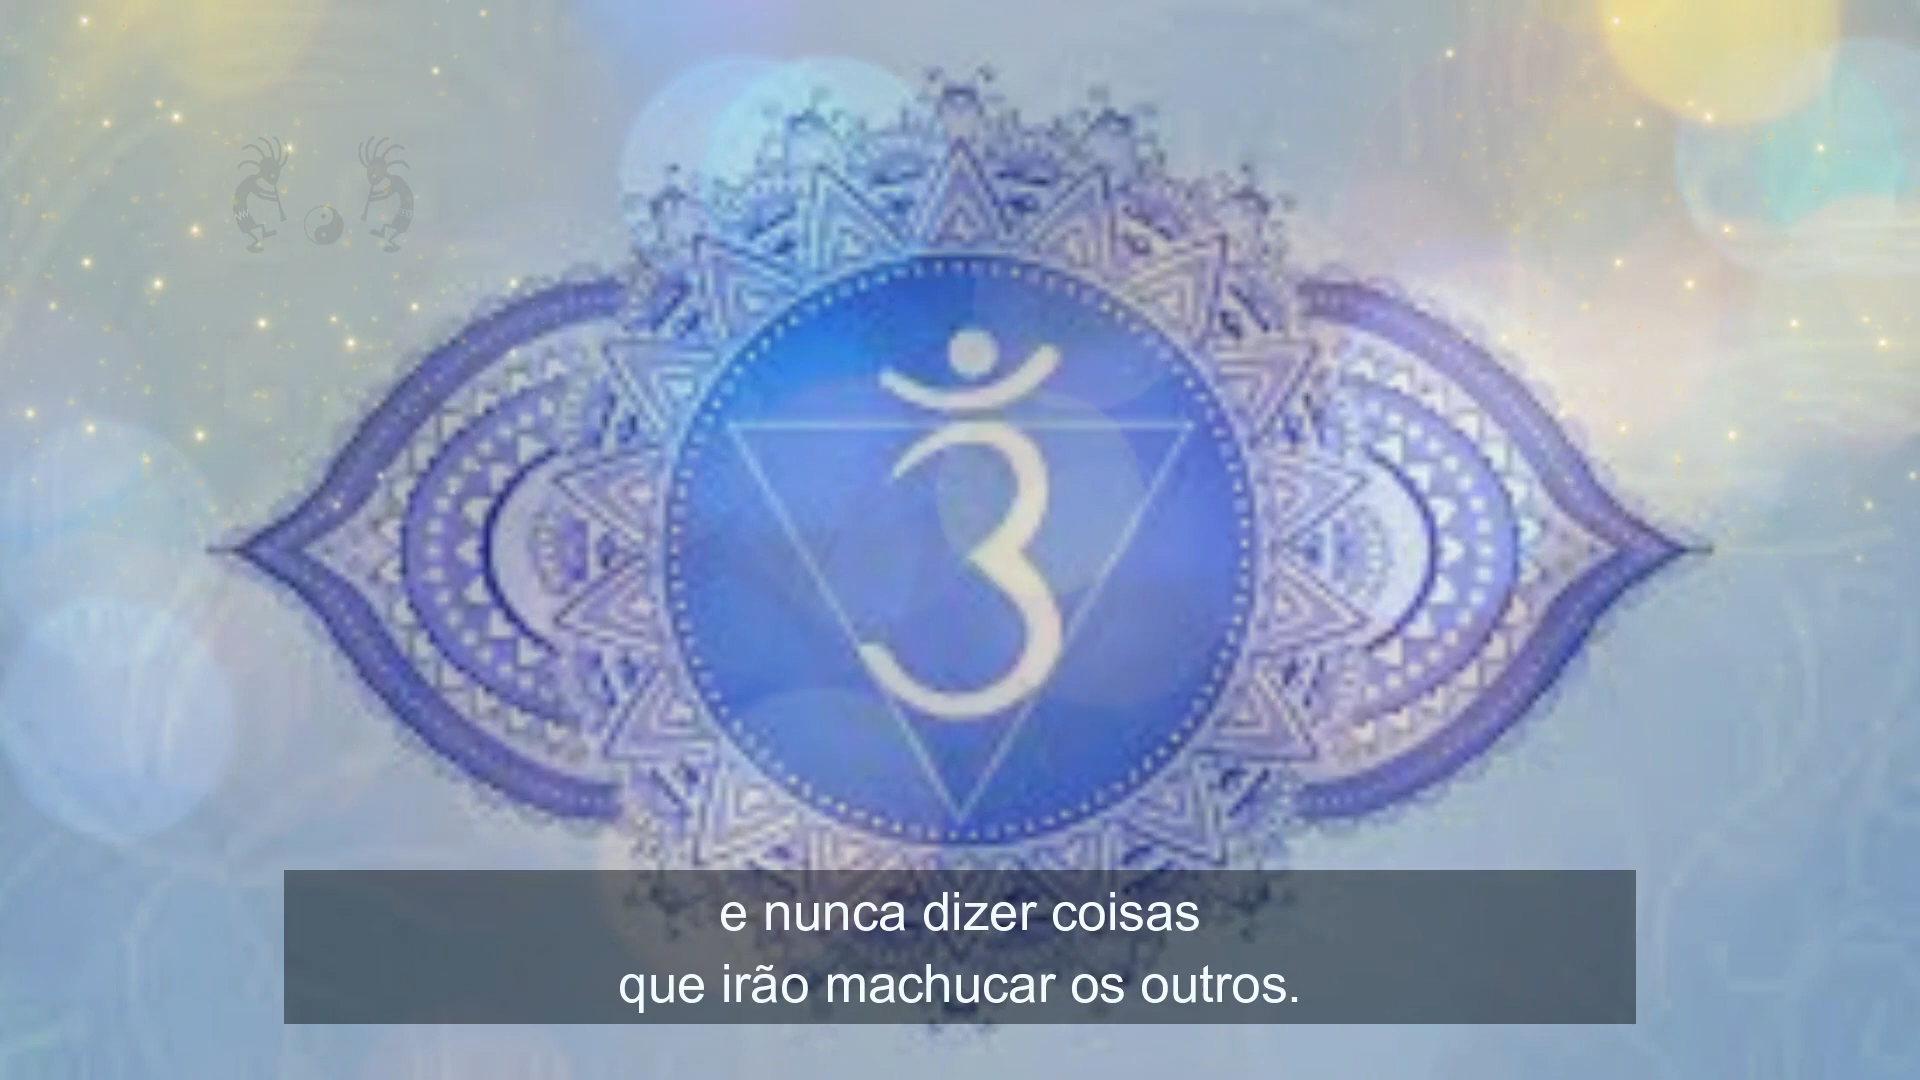 e nunca dizer coisas
que irão machucar os outros.